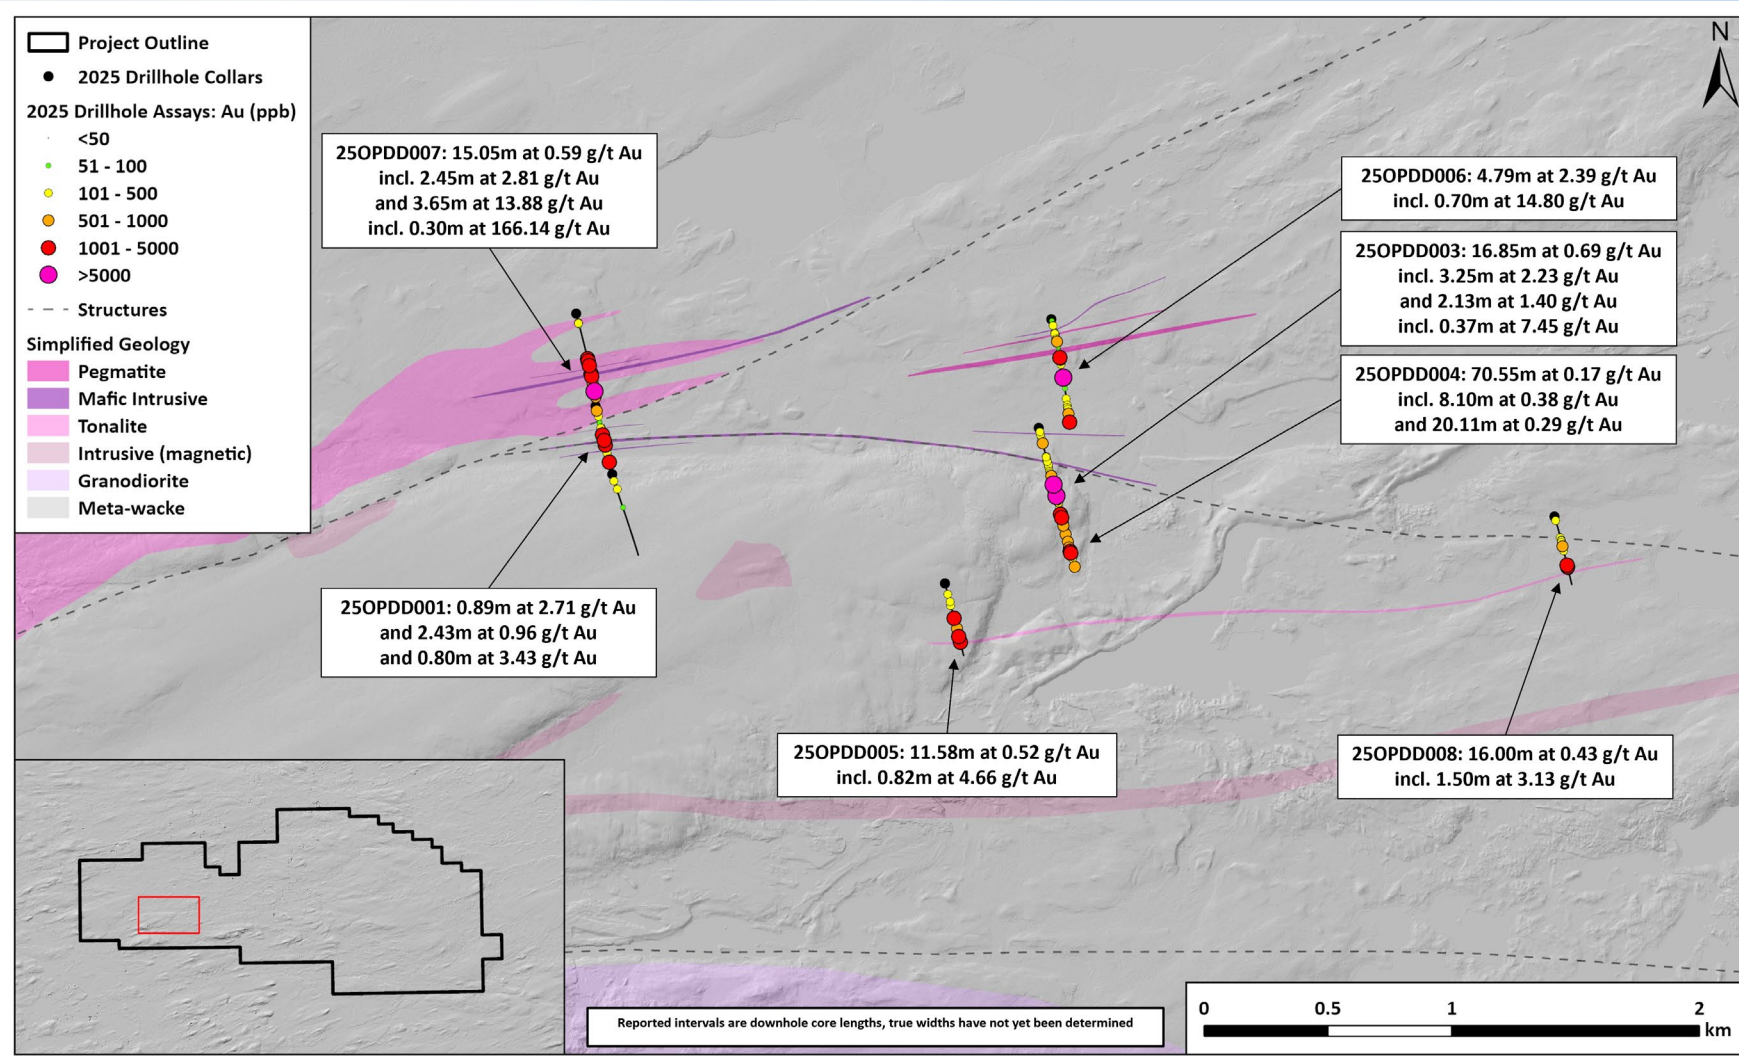 Project Outline
2025 Drillhole Collars
2025 Drillhole Assays: Au (ppb)
<50
51 - 100
101 - 500
501 - 1000
1001 - 5000
>5000
Structures
Simplified Geology
Pegmatite
Mafic Intrusive
Tonalite
Intrusive (magnetic)
Granodiorite
Meta-wacke
N
25OPDD007: 15.05m at 0.59 g/t Au
incl. 2.45m at 2.81 g/t Au
and 3.65m at 13.88 g/t Au
incl. 0.30m at 166.14 g/t Au
25OPDD006: 4.79m at 2.39 g/t Au
incl. 0.70m at 14.80 g/t Au
25OPDD003: 16.85m at 0.69 g/t Au
incl. 3.25m at 2.23 g/t Au
and 2.13m at 1.40 g/t Au
incl. 0.37m at 7.45 g/t Au
25OPDD004: 70.55m at 0.17 g/t Au
incl. 8.10m at 0.38 g/t Au
and 20.11m at 0.29 g/t Au
25OPDD001: 0.89m at 2.71 g/t Au
and 2.43m at 0.96 g/t Au
and 0.80m at 3.43 g/t Au
25OPDD005: 11.58m at 0.52 g/t Au
incl. 0.82m at 4.66 g/t Au
25OPDD008: 16.00m at 0.43 g/t Au
incl. 1.50m at 3.13 g/t Au
Reported intervals are downhole core lengths, true widths have not yet been determined
0 0.5 1 2
km